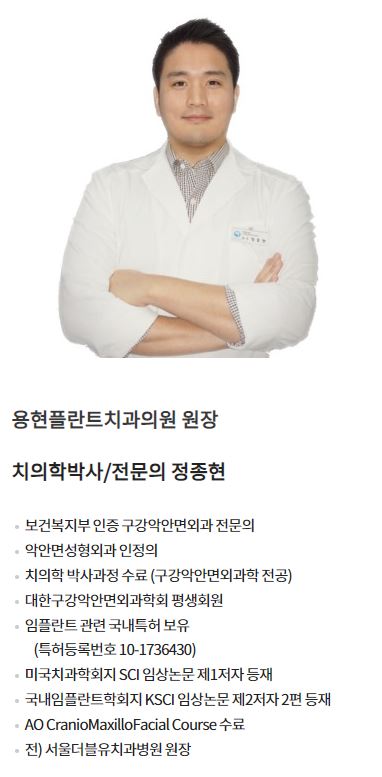 용현플란트치과의원 원장
치의학박사/전문의 정종현
보건복지부 인증 구강악안면외과 전문의
악안면성형외과 인정의
치의학 박사과정 수료 (구강악안면외과학 전공)
대한구강악안면외과학회 평생회원
임플란트 관련 국내특허 보유
(특허등록번호 10-1736430)
미국치과학회지 SCI 임상논문 제1저자 등재
국내임플란트학회지 KSCI 임상논문 제2저자 2편 등재
AO CranioMaxilloFacial Course 수료
전) 서울더블유치과병원 원장